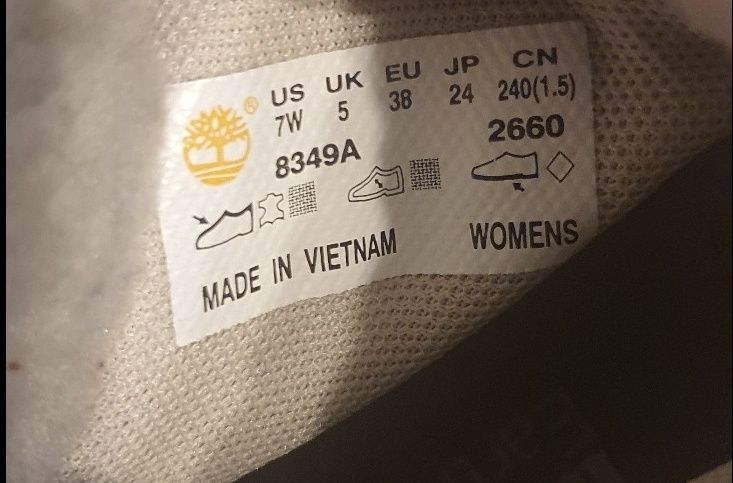 US UK EU JP CN
7W 5 38 24 240(1.5)
8349A 2660
MADE IN VIETNAM WOMENS